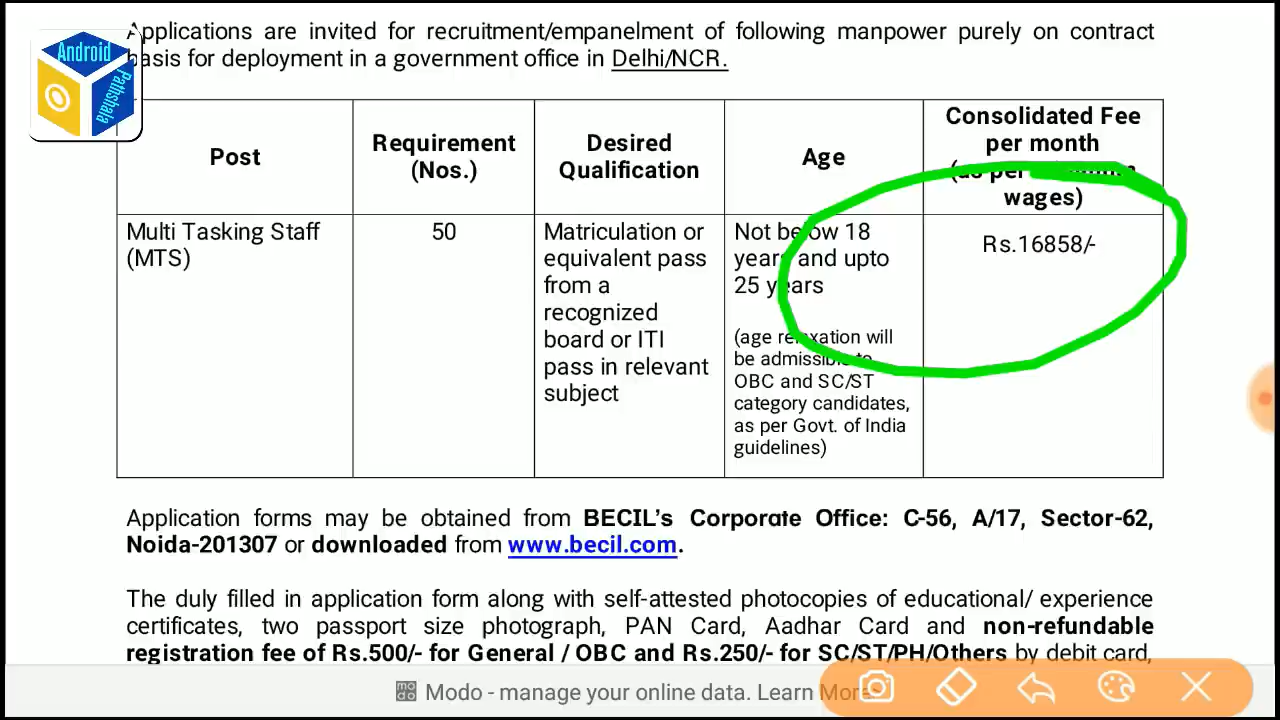 Applications are invited for recruitment/empanelment of following manpower purely on contract
basis for deployment in a government office in Delhi/NCR.
Android
Pathshala
Post
Requirement
(Nos.)
Desired
Qualification
Age
Consolidated Fee
per month
(as per
wages)
Multi Tasking Staff
(MTS)
50
Matriculation or
equivalent pass
from a
recognized
board or ITI
pass in relevant
subject
Not below 18
years and upto
25 years
(age relaxation will
be admissible to
OBC and SC/ST
category candidates,
as per Govt. of India
guidelines)
Rs.16858/-
Application forms may be obtained from BECIL's Corporate Office: C-56, A/17, Sector-62,
Noida-201307 or downloaded from www.becil.com.
The duly filled in application form along with self-attested photocopies of educational/ experience
certificates, two passport size photograph, PAN Card, Aadhar Card and non-refundable
registration fee of Rs.500/- for General / OBC and Rs.250/- for SC/ST/PH/Others by debit card,
modo
Modo - manage your online data. Learn More